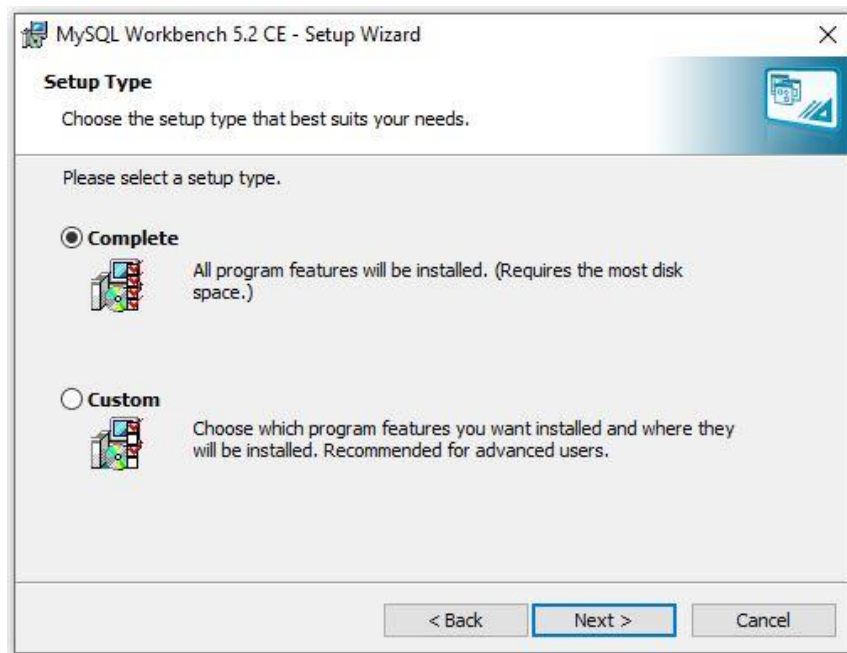 MySQL Workbench 5.2 CE - Setup Wizard
Setup Type
Choose the setup type that best suits your needs.
Please select a setup type.
Complete
All program features will be installed. (Requires the most disk
space.)
Custom
Choose which program features you want installed and where they
will be installed. Recommended for advanced users.
< Back
Next >
Cancel